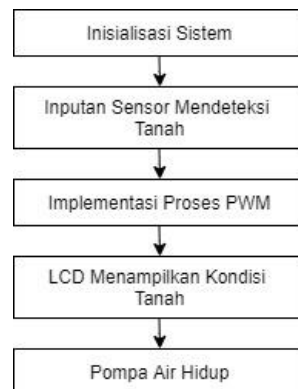 Inisialisasi Sistem
Inputan Sensor Mendeteksi
Tanah
Implementasi Proses PWM
LCD Menampilkan Kondisi
Tanah
Pompa Air Hidup